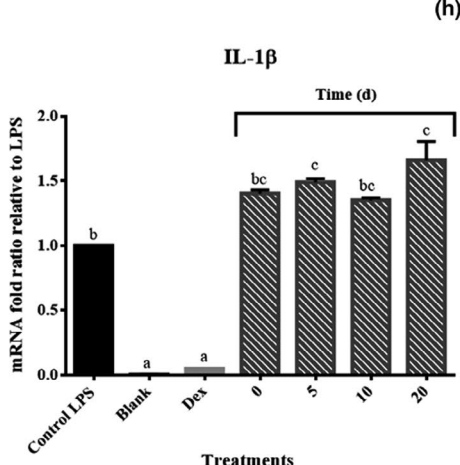 (h)
IL-1β
Time (d)
mRNA fold ratio relative to LPS
2.0
1.5
1.0
0.5
0.0
b
a
a
bc
c
bc
c
Control LPS
Blank
Dex
0
5
10
20
Treatments